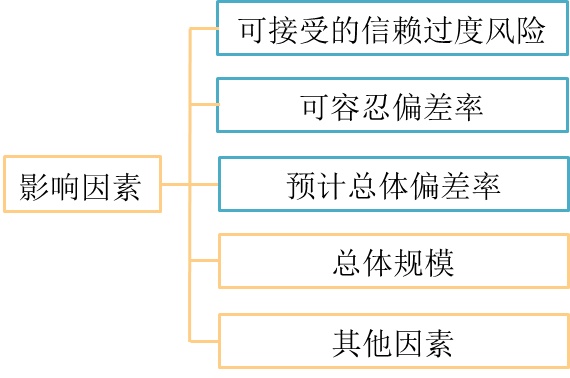 可接受的信赖过度风险
可容忍偏差率
影响因素
预计总体偏差率
总体规模
其他因素